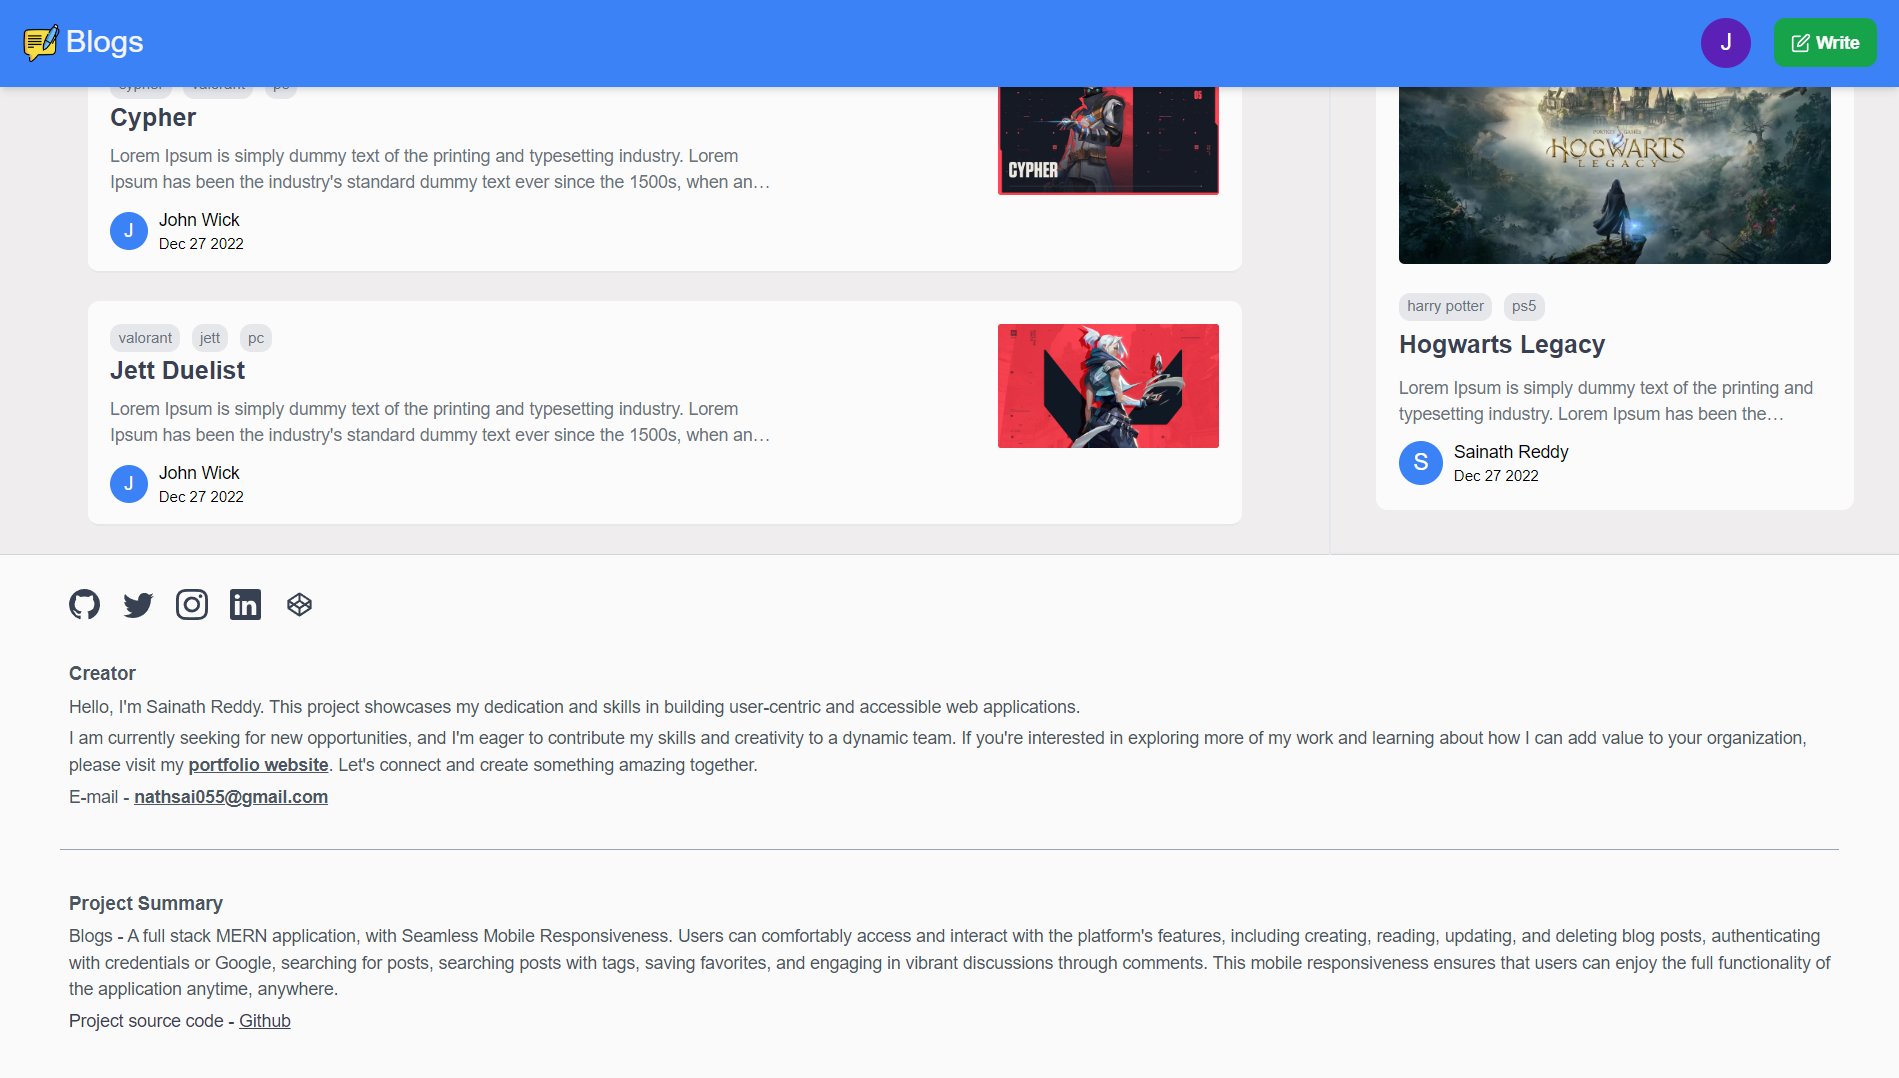 Blogs
J
Write
cypher valorant pc
Cypher
Lorem Ipsum is simply dummy text of the printing and typesetting industry. Lorem
Ipsum has been the industry's standard dummy text ever since the 1500s, when an…
J
John Wick
Dec 27 2022
05
CYPHER
valorant jett pc
Jett Duelist
Lorem Ipsum is simply dummy text of the printing and typesetting industry. Lorem
Ipsum has been the industry's standard dummy text ever since the 1500s, when an…
J
John Wick
Dec 27 2022
HOGWARTS
LEGACY
harry potter ps5
Hogwarts Legacy
Lorem Ipsum is simply dummy text of the printing and
typesetting industry. Lorem Ipsum has been the…
S
Sainath Reddy
Dec 27 2022
in
Creator
Hello, I'm Sainath Reddy. This project showcases my dedication and skills in building user-centric and accessible web applications.
I am currently seeking for new opportunities, and I'm eager to contribute my skills and creativity to a dynamic team. If you're interested in exploring more of my work and learning about how I can add value to your organization,
please visit my portfolio website. Let's connect and create something amazing together.
E-mail - nathsai055@gmail.com
Project Summary
Blogs - A full stack MERN application, with Seamless Mobile Responsiveness. Users can comfortably access and interact with the platform's features, including creating, reading, updating, and deleting blog posts, authenticating
with credentials or Google, searching for posts, searching posts with tags, saving favorites, and engaging in vibrant discussions through comments. This mobile responsiveness ensures that users can enjoy the full functionality of
the application anytime, anywhere.
Project source code - Github